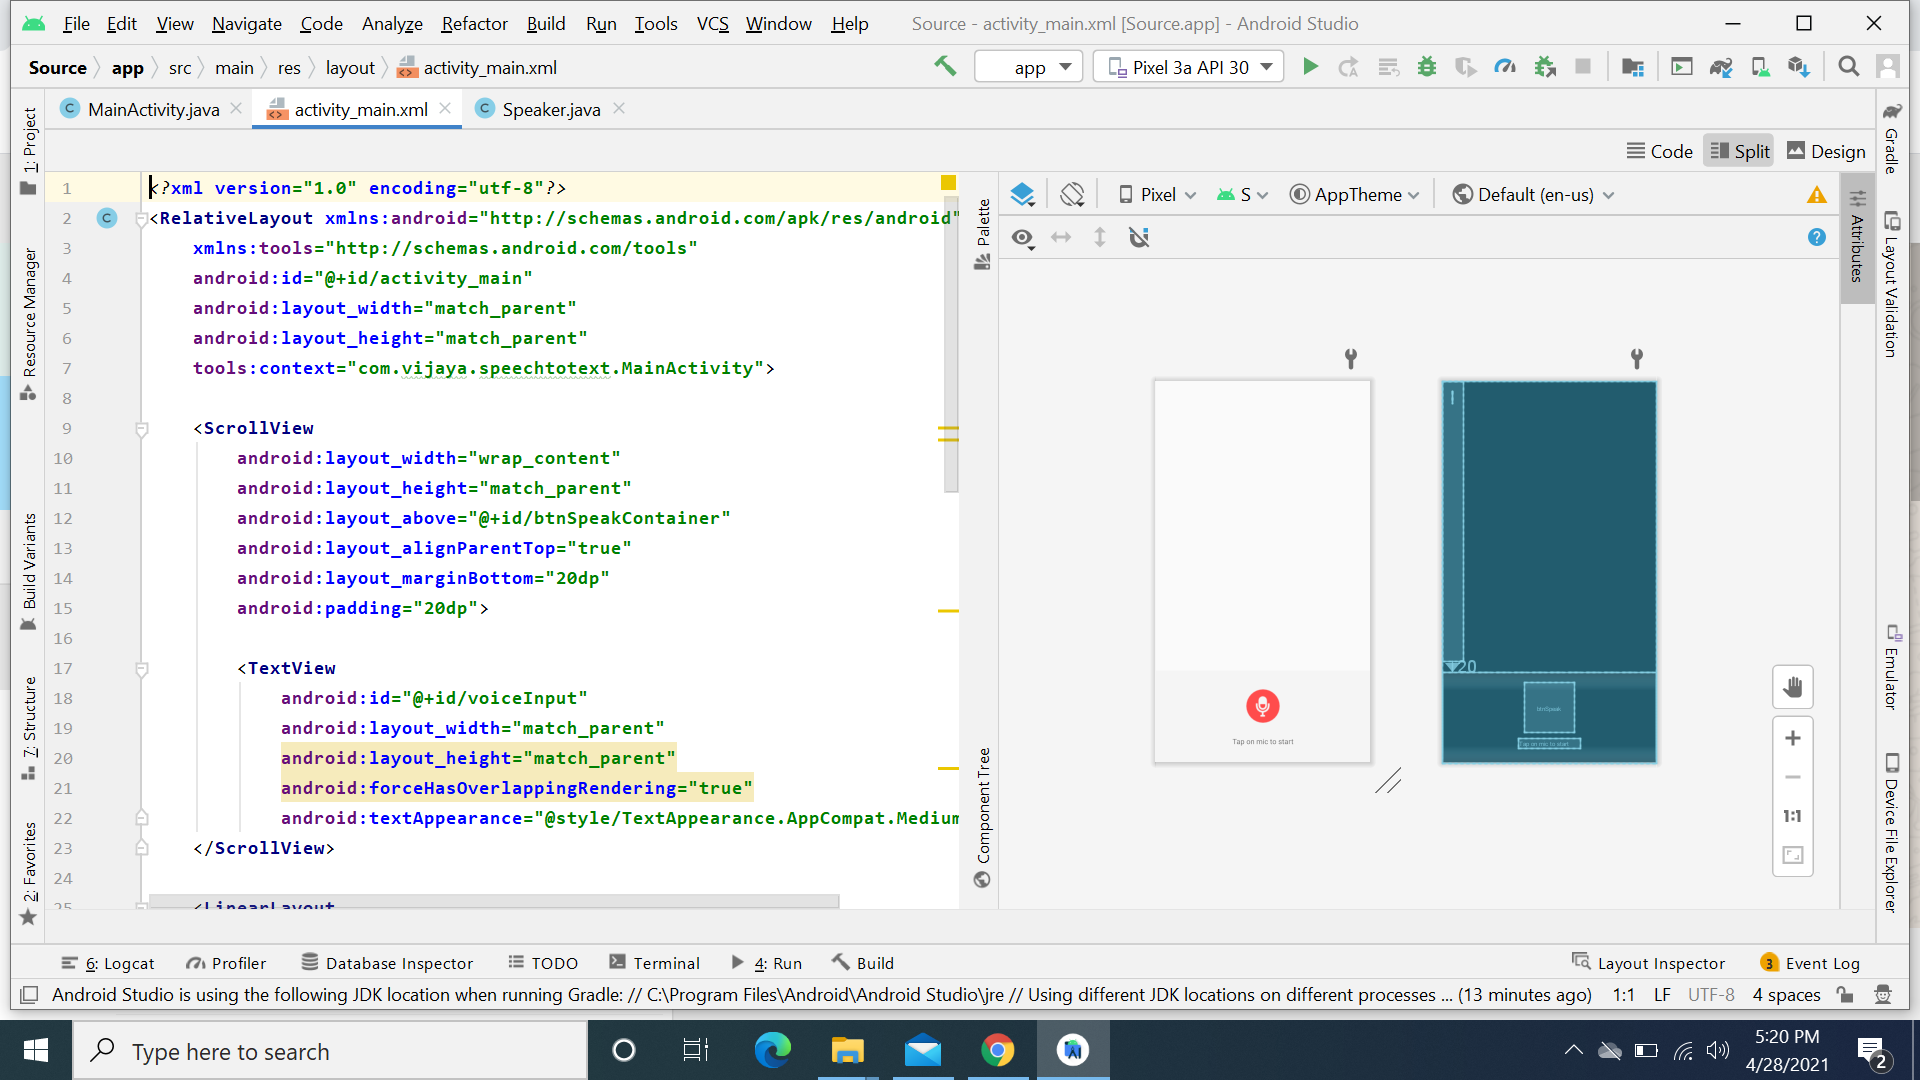 File Edit View Navigate Code Analyze Refactor Build Run Tools VCS Window Help Source - activity_main.xml [Source.app] - Android Studio
Source app src main res layout activity_main.xml app Pixel 3a API 30
MainActivity.java activity_main.xml Speaker.java
Code Split Design
Pixel S AppTheme Default (en-us)
1 <?xml version="1.0" encoding="utf-8"?>
2 <RelativeLayout xmlns:android="http://schemas.android.com/apk/res/android"
3 xmlns:tools="http://schemas.android.com/tools"
4 android:id="@+id/activity_main"
5 android:layout_width="match_parent"
6 android:layout_height="match_parent"
7 tools:context="com.vijaya.speechtotext.MainActivity">
8
9 <ScrollView
10 android:layout_width="wrap_content"
11 android:layout_height="match_parent"
12 android:layout_above="@+id/btnSpeakContainer"
13 android:layout_alignParentTop="true"
14 android:layout_marginBottom="20dp"
15 android:padding="20dp">
16
17 <TextView
18 android:id="@+id/voiceInput"
19 android:layout_width="match_parent"
20 android:layout_height="match_parent"
21 android:forceHasOverlappingRendering="true"
22 android:textAppearance="@style/TextAppearance.AppCompat.Medium
23 </ScrollView>
24
25 <LinearLayout
1: Project
Resource Manager
Build Variants
7: Structure
2: Favorites
Palette
Component Tree
Tap on mic to start
20
btnSpeak
Tap on mic to start
1:1
Attributes
Gradle
Layout Validation
Emulator
Device File Explorer
6: Logcat Profiler Database Inspector TODO Terminal 4: Run Build Layout Inspector 3 Event Log
Android Studio is using the following JDK location when running Gradle: // C:\Program Files\Android\Android Studio\jre // Using different JDK locations on different processes ... (13 minutes ago) 1:1 LF UTF-8 4 spaces
Type here to search
5:20 PM
4/28/2021
2